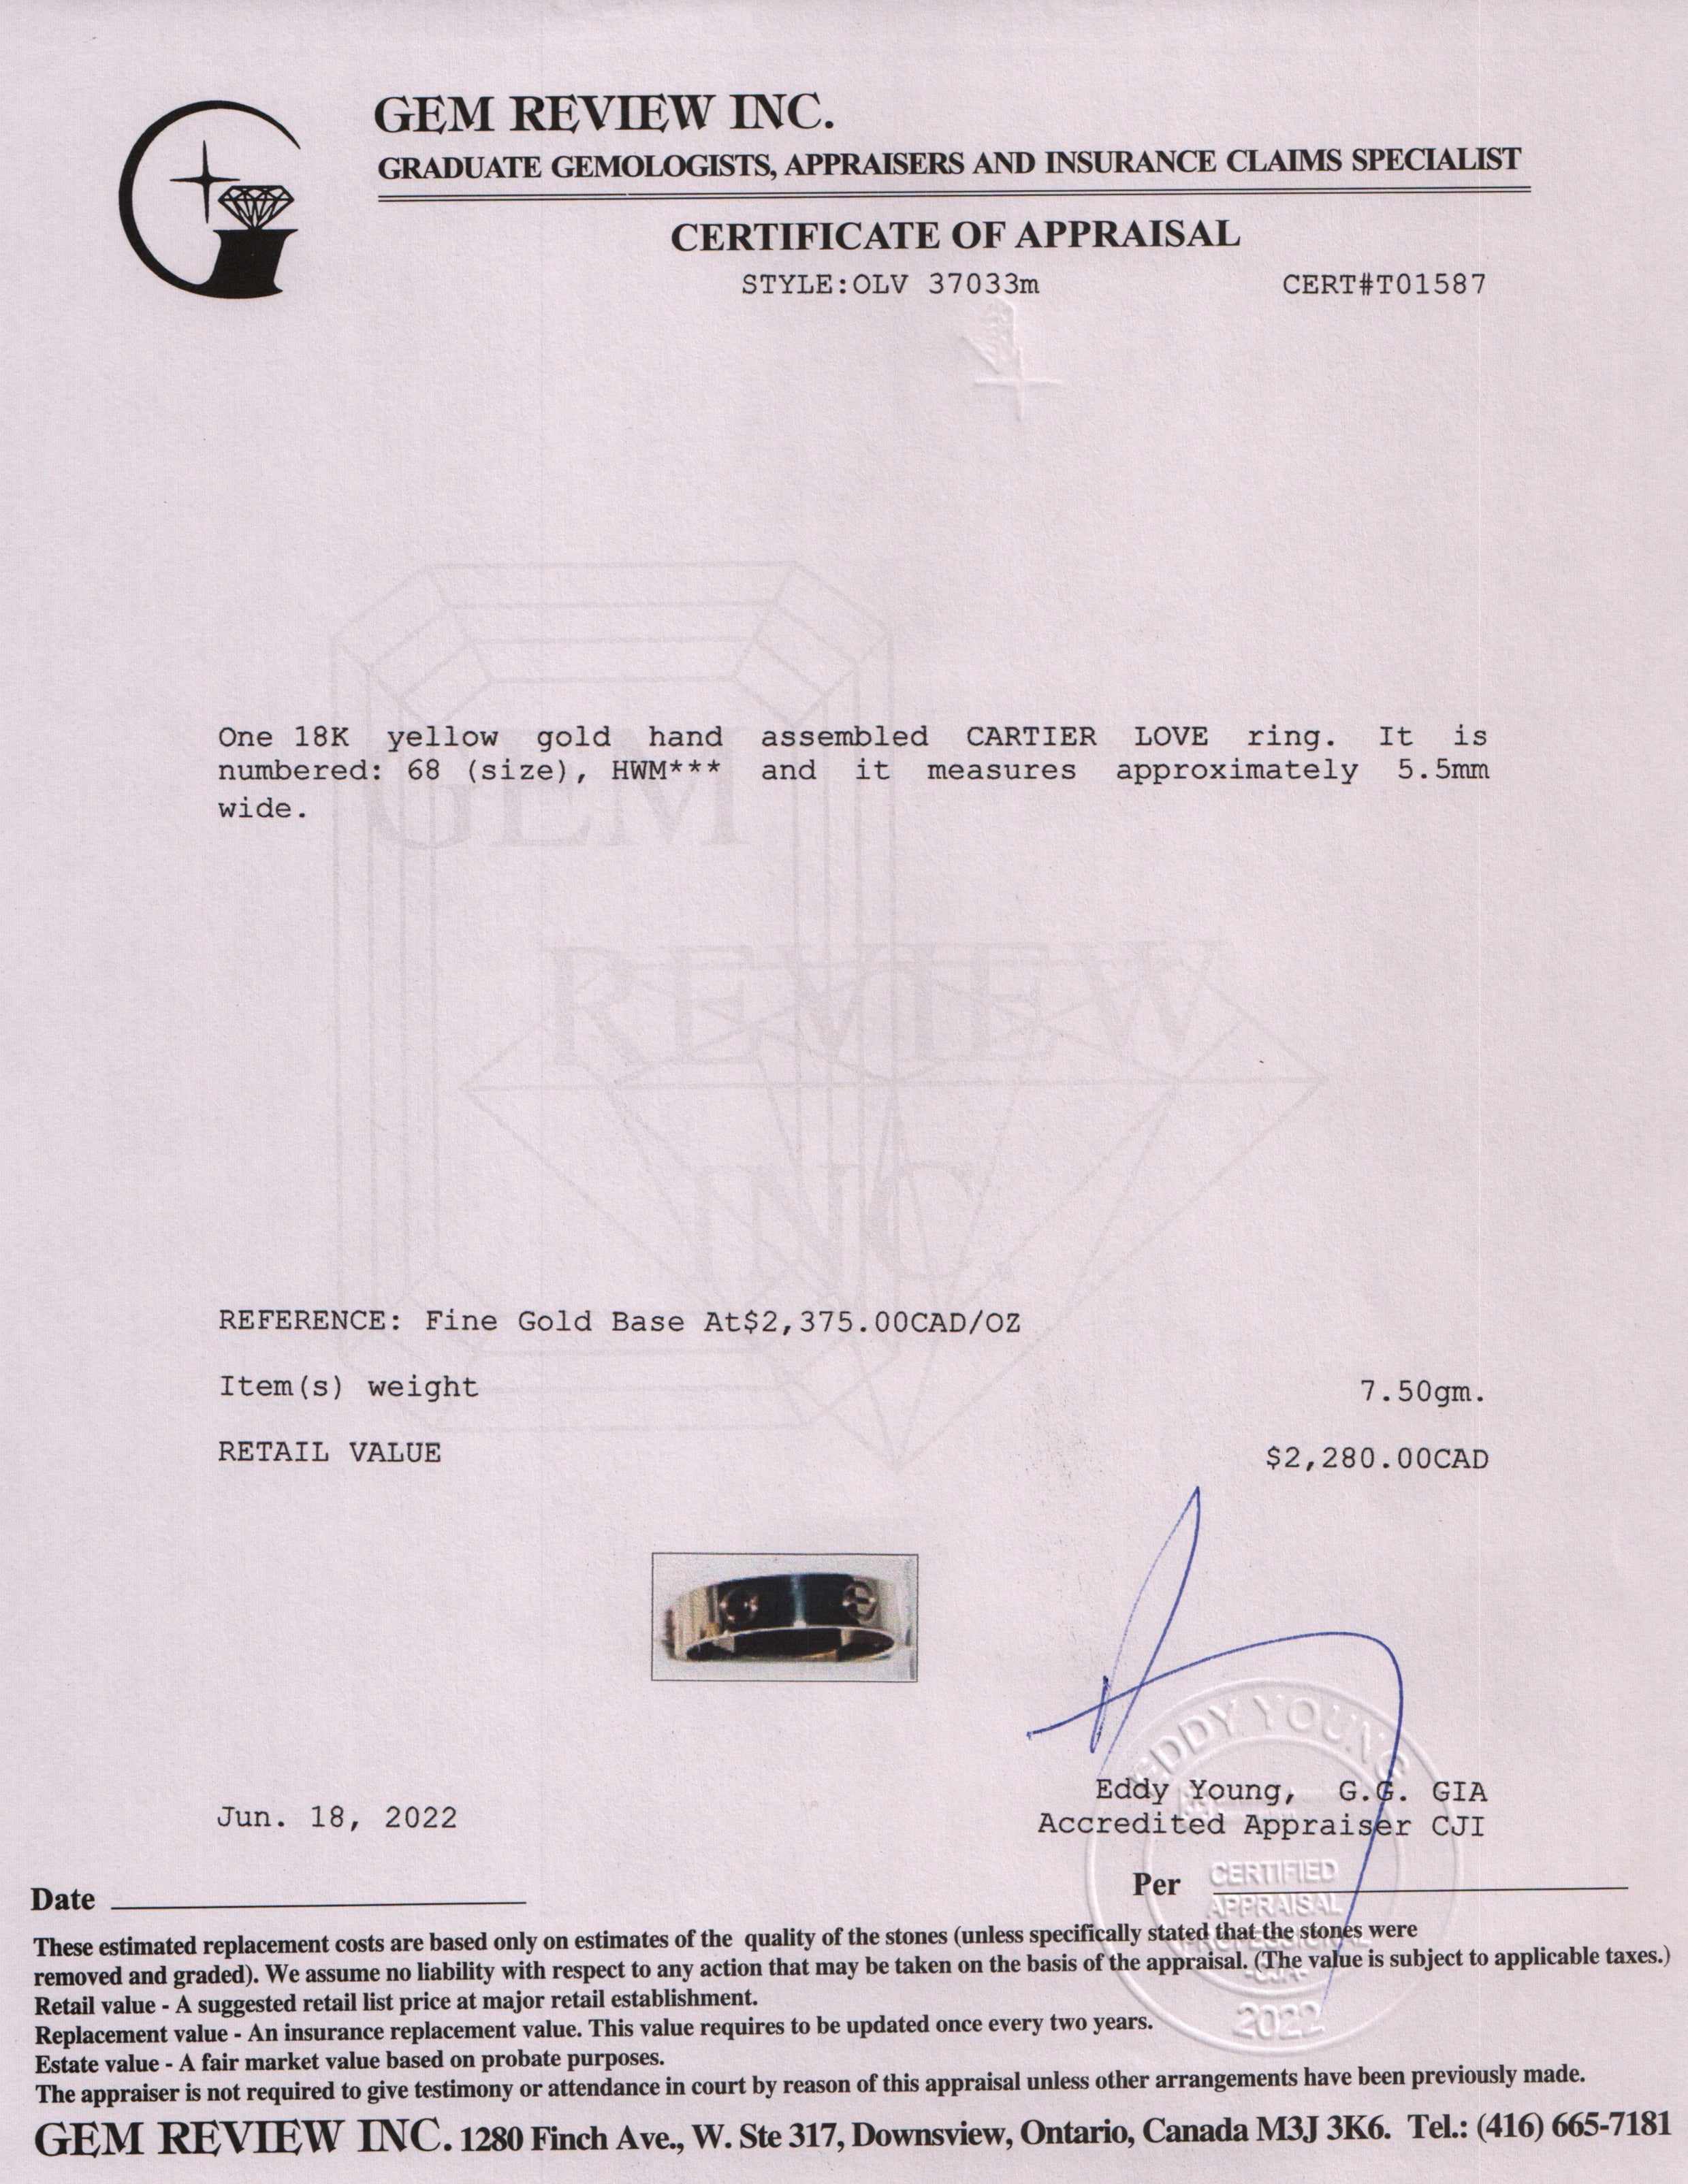 GEM REVIEW INC.
GRADUATE GEMOLOGISTS, APPRAISERS AND INSURANCE CLAIMS SPECIALIST
CERTIFICATE OF APPRAISAL
STYLE:OLV 37033m CERT#T01587
One 18K yellow gold hand assembled CARTIER LOVE ring. It is
numbered: 68 (size), HWM*** and it measures approximately 5.5mm
wide.
GEM
REVIEW
INC.
REFERENCE: Fine Gold Base At$2,375.00CAD/OZ
Item(s) weight 7.50gm.
RETAIL VALUE $2,280.00CAD
EDDY YOUNG
Eddy Young, G.G. GIA
Jun. 18, 2022 Accredited Appraiser CJI
Date Per
CERTIFIED
APPRAISAL
PROFESSIONAL
2022
These estimated replacement costs are based only on estimates of the quality of the stones (unless specifically stated that the stones were
removed and graded). We assume no liability with respect to any action that may be taken on the basis of the appraisal. (The value is subject to applicable taxes.)
Retail value - A suggested retail list price at major retail establishment.
Replacement value - An insurance replacement value. This value requires to be updated once every two years.
Estate value - A fair market value based on probate purposes.
The appraiser is not required to give testimony or attendance in court by reason of this appraisal unless other arrangements have been previously made.
GEM REVIEW INC. 1280 Finch Ave., W. Ste 317, Downsview, Ontario, Canada M3J 3K6. Tel.: (416) 665-7181